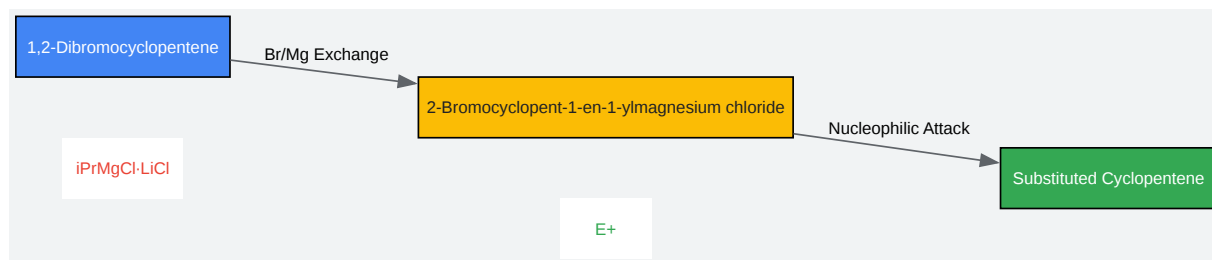 1,2-Dibromocyclopentene
Br/Mg Exchange
2-Bromocyclopent-1-en-1-ylmagnesium chloride
Nucleophilic Attack
Substituted Cyclopentene
iPrMgCl·LiCl
E+